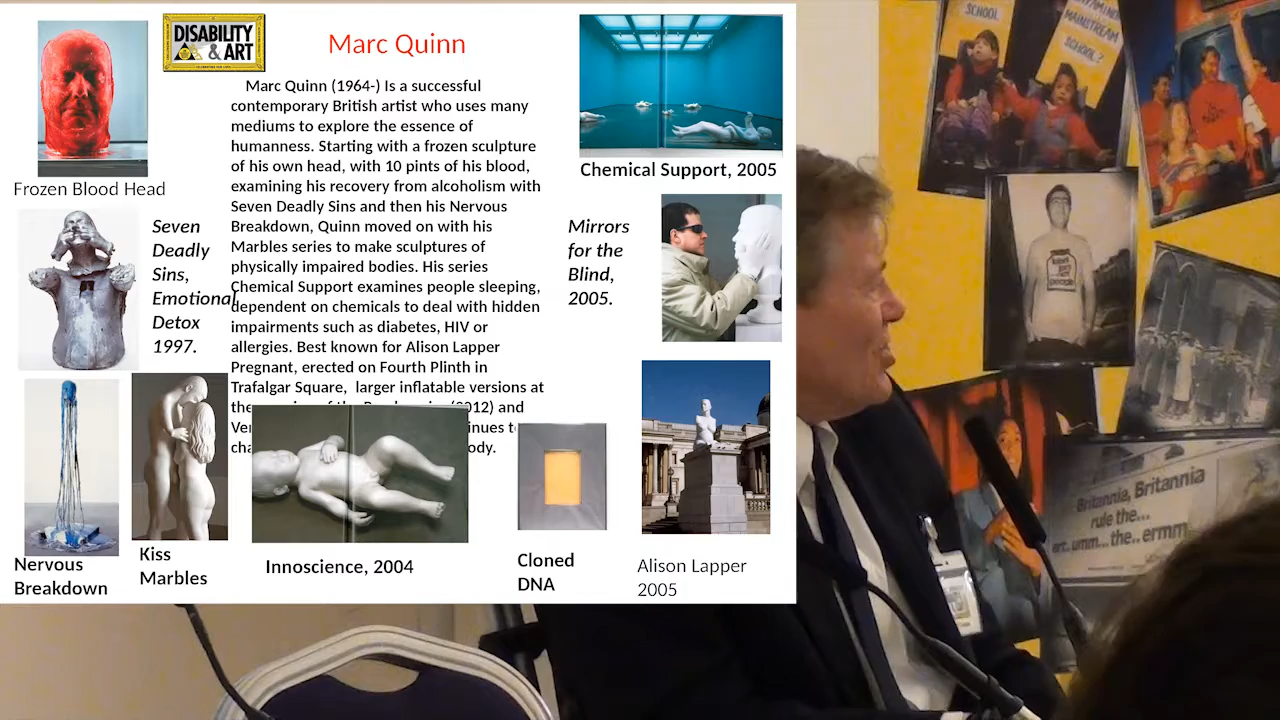 DISABILITY
& ART
Marc Quinn
Marc Quinn (1964-) Is a successful
contemporary British artist who uses many
mediums to explore the essence of
humanness. Starting with a frozen sculpture
of his own head, with 10 pints of his blood,
examining his recovery from alcoholism with
Seven Deadly Sins and then his Nervous
Breakdown, Quinn moved on with his
Marbles series to make sculptures of
physically impaired bodies. His series
Chemical Support examines people sleeping,
dependent on chemicals to deal with hidden
impairments such as diabetes, HIV or
allergies. Best known for Alison Lapper
Pregnant, erected on Fourth Plinth in
Trafalgar Square, larger inflatable versions at
2012) and
Frozen Blood Head
Seven
Deadly
Sins,
Emotional
Detox
1997.
Nervous
Breakdown
Kiss
Marbles
Innoscience, 2004
Cloned
DNA
Chemical Support, 2005
Mirrors
for the
Blind,
2005.
Alison Lapper
2005
SCHOOL
MAINSTREAM
SCHOOL?
Britannia, Britannia
rule the...
art.. umm... the.. ermm